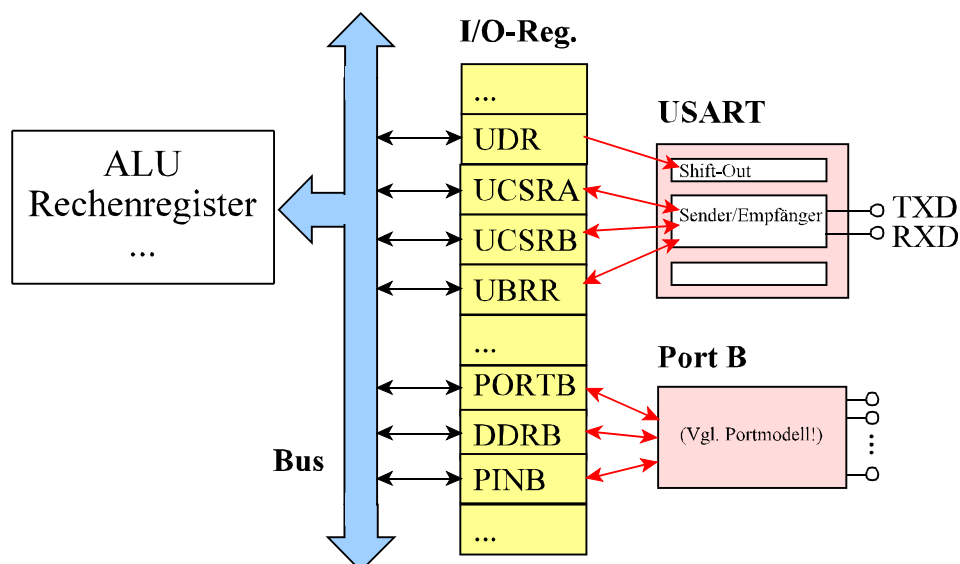 I/O-Reg.
...
UDR
UCSRA
UCSRB
UBRR
...
PORTB
DDRB
PINB
...
ALU
Rechenregister
...
Bus
USART
Shift-Out
Sender/Empfänger
TXD
RXD
Port B
(Vgl. Portmodell!)